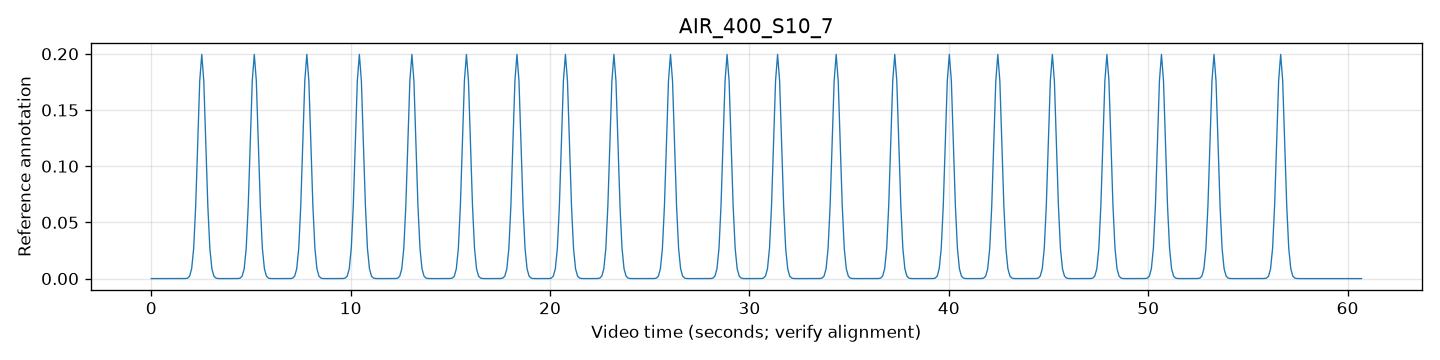 AIR_400_S10_7
Reference annotation
0.20
0.15
0.10
0.05
0.00
0 10 20 30 40 50 60
Video time (seconds; verify alignment)